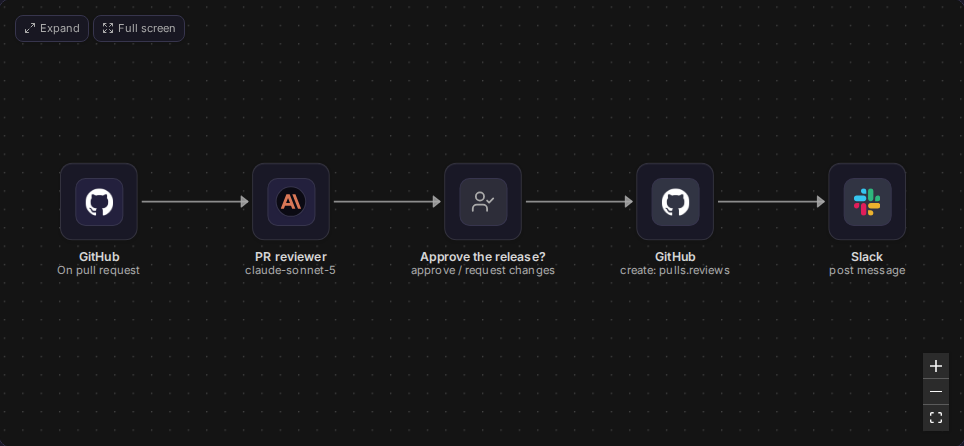 Expand
Full screen
GitHub
On pull request
PR reviewer
claude-sonnet-5
Approve the release?
approve / request changes
GitHub
create: pulls.reviews
Slack
post message